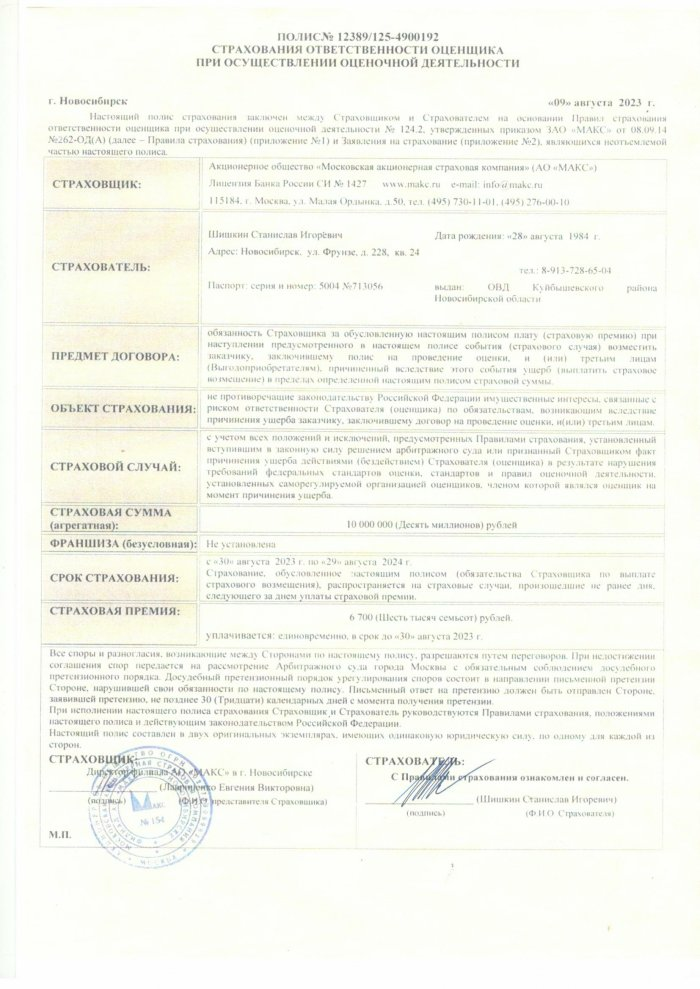 ПОЛИС№ 12389/125-4900192
СТРАХОВАНИЯ ОТВЕТСТВЕННОСТИ ОЦЕНЩИКА
ПРИ ОСУЩЕСТВЛЕНИИ ОЦЕНОЧНОЙ ДЕЯТЕЛЬНОСТИ
г. Новосибирск «09» августа 2023 г.
Настоящий полис страхования заключен между Страховщиком и Страхователем на основании Правил страхования
ответственности оценщика при осуществлении оценочной деятельности № 124.2, утвержденных приказом ЗАО «МАКС» от 08.09.14
№262-ОД(А) (далее – Правила страхования) (приложение №1) и Заявления на страхование (приложение №2), являющихся неотъемлемой
частью настоящего полиса.
СТРАХОВЩИК:
Акционерное общество «Московская акционерная страховая компания» (АО «МАКС»)
Лицензия Банка России СИ № 1427 www.makc.ru e-mail: info@makc.ru
115184, г. Москва, ул. Малая Ордынка, д.50, тел. (495) 730-11-01, (495) 276-00-10
СТРАХОВАТЕЛЬ:
Шишкин Станислав Игоревич Дата рождения: «28» августа 1984 г.
Адрес: Новосибирск, ул. Фрунзе, д. 228, кв. 24
тел.: 8-913-728-65-04
Паспорт: серия и номер: 5004 №713056 выдан: ОВД Куйбышевского района
Новосибирской области
ПРЕДМЕТ ДОГОВОРА:
обязанность Страховщика за обусловленную настоящим полисом плату (страховую премию) при
наступлении предусмотренного в настоящем полисе события (страхового случая) возместить
заказчику, заключившему полис на проведение оценки, и (или) третьим лицам
(Выгодоприобретателям), причиненный вследствие этого события ущерб (выплатить страховое
возмещение) в пределах определенной настоящим полисом страховой суммы.
ОБЪЕКТ СТРАХОВАНИЯ:
не противоречащие законодательству Российской Федерации имущественные интересы, связанные с
риском ответственности Страхователя (оценщика) по обязательствам, возникающим вследствие
причинения ущерба заказчику, заключившему договор на проведение оценки, и(или) третьим лицам.
СТРАХОВОЙ СЛУЧАЙ:
с учетом всех положений и исключений, предусмотренных Правилами страхования, установленный
вступившим в законную силу решением арбитражного суда или признанный Страховщиком факт
причинения ущерба действиями (бездействием) Страхователя (оценщика) в результате нарушения
требований федеральных стандартов оценки, стандартов и правил оценочной деятельности,
установленных саморегулируемой организацией оценщиков, членом которой являлся оценщик на
момент причинения ущерба.
СТРАХОВАЯ СУММА
(агрегатная):
10 000 000 (Десять миллионов) рублей
ФРАНШИЗА (безусловная): Не установлена
СРОК СТРАХОВАНИЯ:
с «30» августа 2023 г. по «29» августа 2024 г.
Страхование, обусловленное настоящим полисом (обязательства Страховщика по выплате
страхового возмещения), распространяется на страховые случаи, произошедшие не ранее дня,
следующего за днем уплаты страховой премии.
СТРАХОВАЯ ПРЕМИЯ:
6 700 (Шесть тысяч семьсот) рублей.
уплачивается: единовременно, в срок до «30» августа 2023 г.
Все споры и разногласия, возникающие между Сторонами по настоящему полису, разрешаются путем переговоров. При недостижении
соглашения спор передается на рассмотрение Арбитражного суда города Москвы с обязательным соблюдением досудебного
претензионного порядка. Досудебный претензионный порядок урегулирования споров состоит в направлении письменной претензии
Стороне, нарушившей свои обязанности по настоящему полису. Письменный ответ на претензию должен быть отправлен Стороне,
заявившей претензию, не позднее 30 (Тридцати) календарных дней с момента получения претензии.
При исполнении настоящего полиса страхования Страховщик и Страхователь руководствуются Правилами страхования, положениями
настоящего полиса и действующим законодательством Российской Федерации.
Настоящий полис составлен в двух оригинальных экземплярах, имеющих одинаковую юридическую силу, по одному для каждой из
сторон.
СТРАХОВЩИК:
Директор филиала АО «МАКС» в г. Новосибирске
(Лавриненко Евгения Викторовна)
(подпись) (Ф.И.О. представителя Страховщика)
МАКС
№ 154
МОСКВА
М.П.
СТРАХОВАТЕЛЬ:
С Правилами страхования ознакомлен и согласен.
(Шишкин Станислав Игоревич)
(подпись) (Ф.И.О. Страхователя)